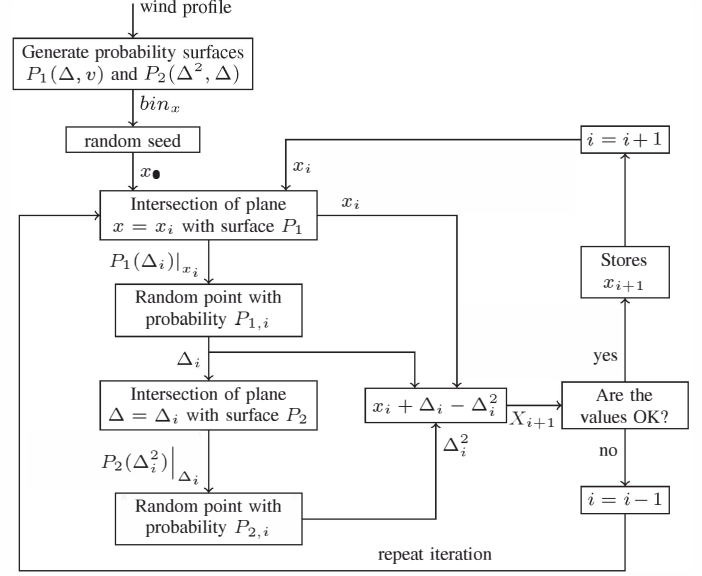 wind profile
Generate probability surfaces
P₁(Δ, v) and P₂(Δ², Δ)
binₓ
random seed
x●
Intersection of plane
x = xᵢ with surface P₁
xᵢ
xᵢ
i = i+1
P₁(Δᵢ)|ₓᵢ
Random point with
probability P₁,ᵢ
Δᵢ
Intersection of plane
Δ = Δᵢ with surface P₂
P₂(Δᵢ²)|_Δᵢ
Random point with
probability P₂,ᵢ
xᵢ + Δᵢ − Δᵢ²
Δᵢ²
Xᵢ₊₁
Are the
values OK?
yes
Stores
xᵢ₊₁
no
i = i−1
repeat iteration